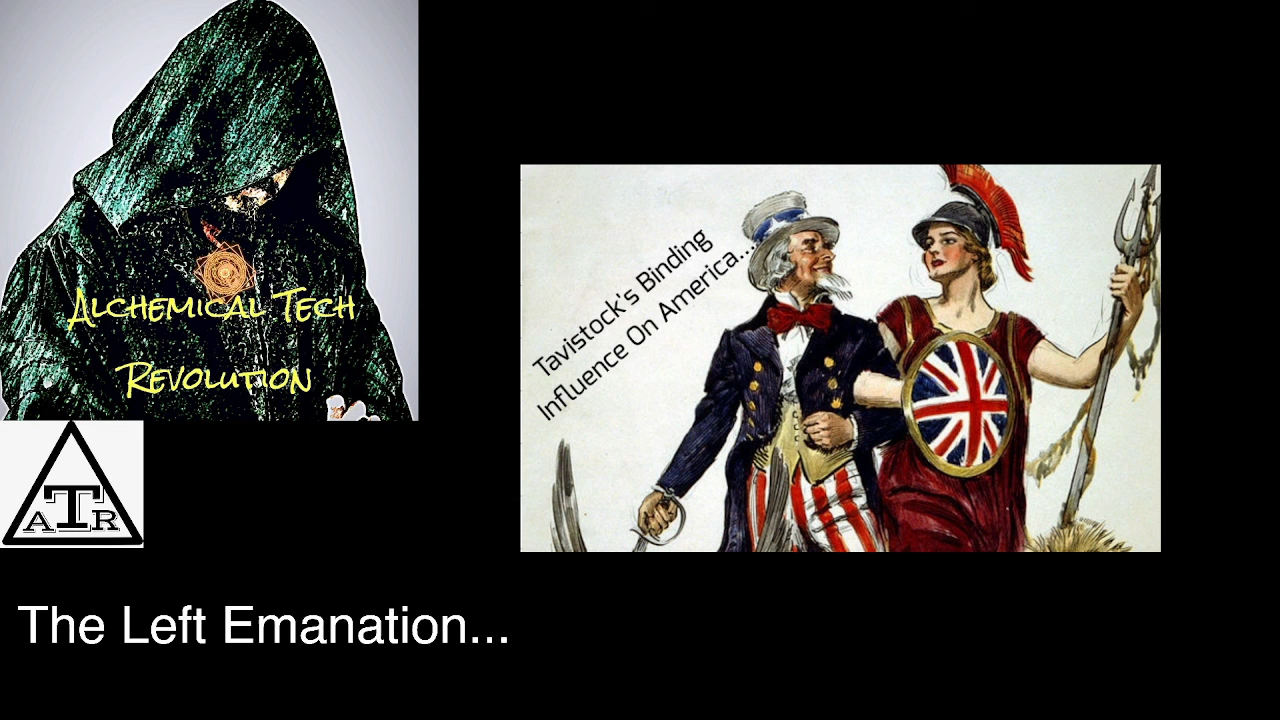 Alchemical Tech
Revolution
ATR
Tavistock's Binding
Influence On America....
The Left Emanation...